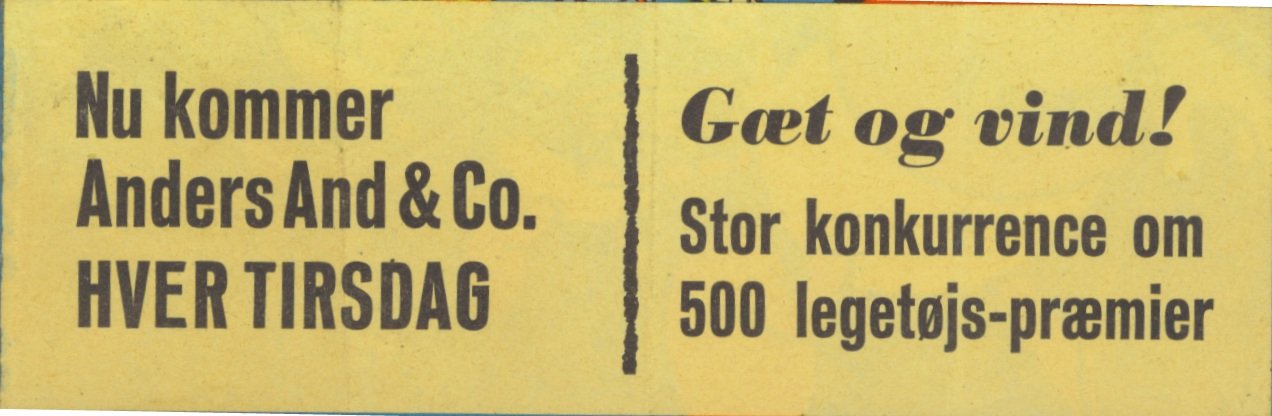 Nu kommer
Anders And & Co.
HVER TIRSDAG
Gæt og vind!
Stor konkurrence om
500 legetøjs-præmier